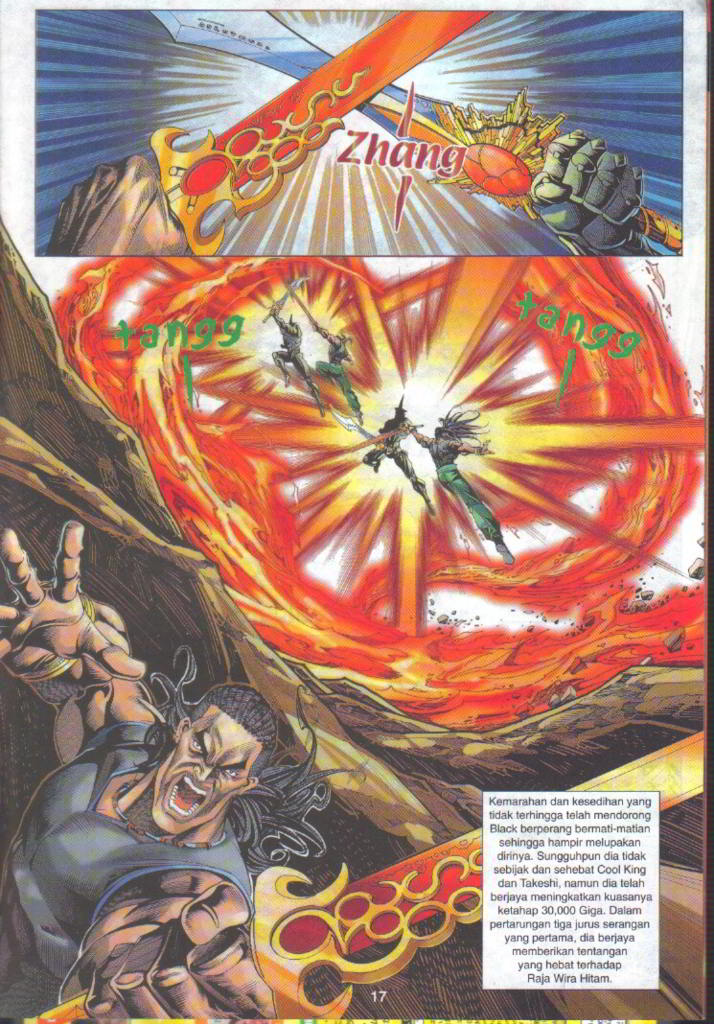 Zhang
tangg
tangg
Kemarahan dan kesedihan yang
tidak terhingga telah mendorong
Black berperang bermati-matian
sehingga hampir melupakan
dirinya. Sungguhpun dia tidak
sebijak dan sehebat Cool King
dan Takeshi, namun dia telah
berjaya meningkatkan kuasanya
ketahap 30,000 Giga. Dalam
pertarungan tiga jurus serangan
yang pertama, dia berjaya
memberikan tentangan
yang hebat terhadap
Raja Wira Hitam.
17